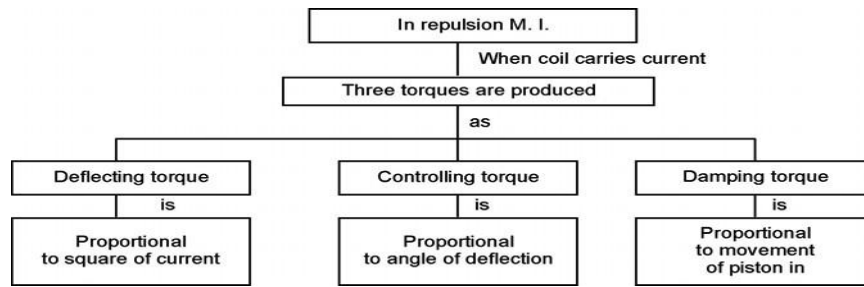 In repulsion M. I.
When coil carries current
Three torques are produced
as
Deflecting torque
Controlling torque
Damping torque
is
is
is
Proportional
to square of current
Proportional
to angle of deflection
Proportional
to movement
of piston in